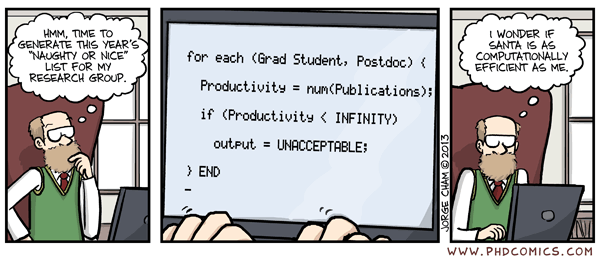 HMM, TIME TO
GENERATE THIS YEAR'S
"NAUGHTY OR NICE"
LIST FOR MY
RESEARCH GROUP.
for each (Grad Student, Postdoc) {
Productivity = num(Publications);
if (Productivity < INFINITY)
output = UNACCEPTABLE;
} END
-
I WONDER IF
SANTA IS AS
COMPUTATIONALLY
EFFICIENT AS ME.
JORGE CHAM © 2013
WWW.PHDCOMICS.COM